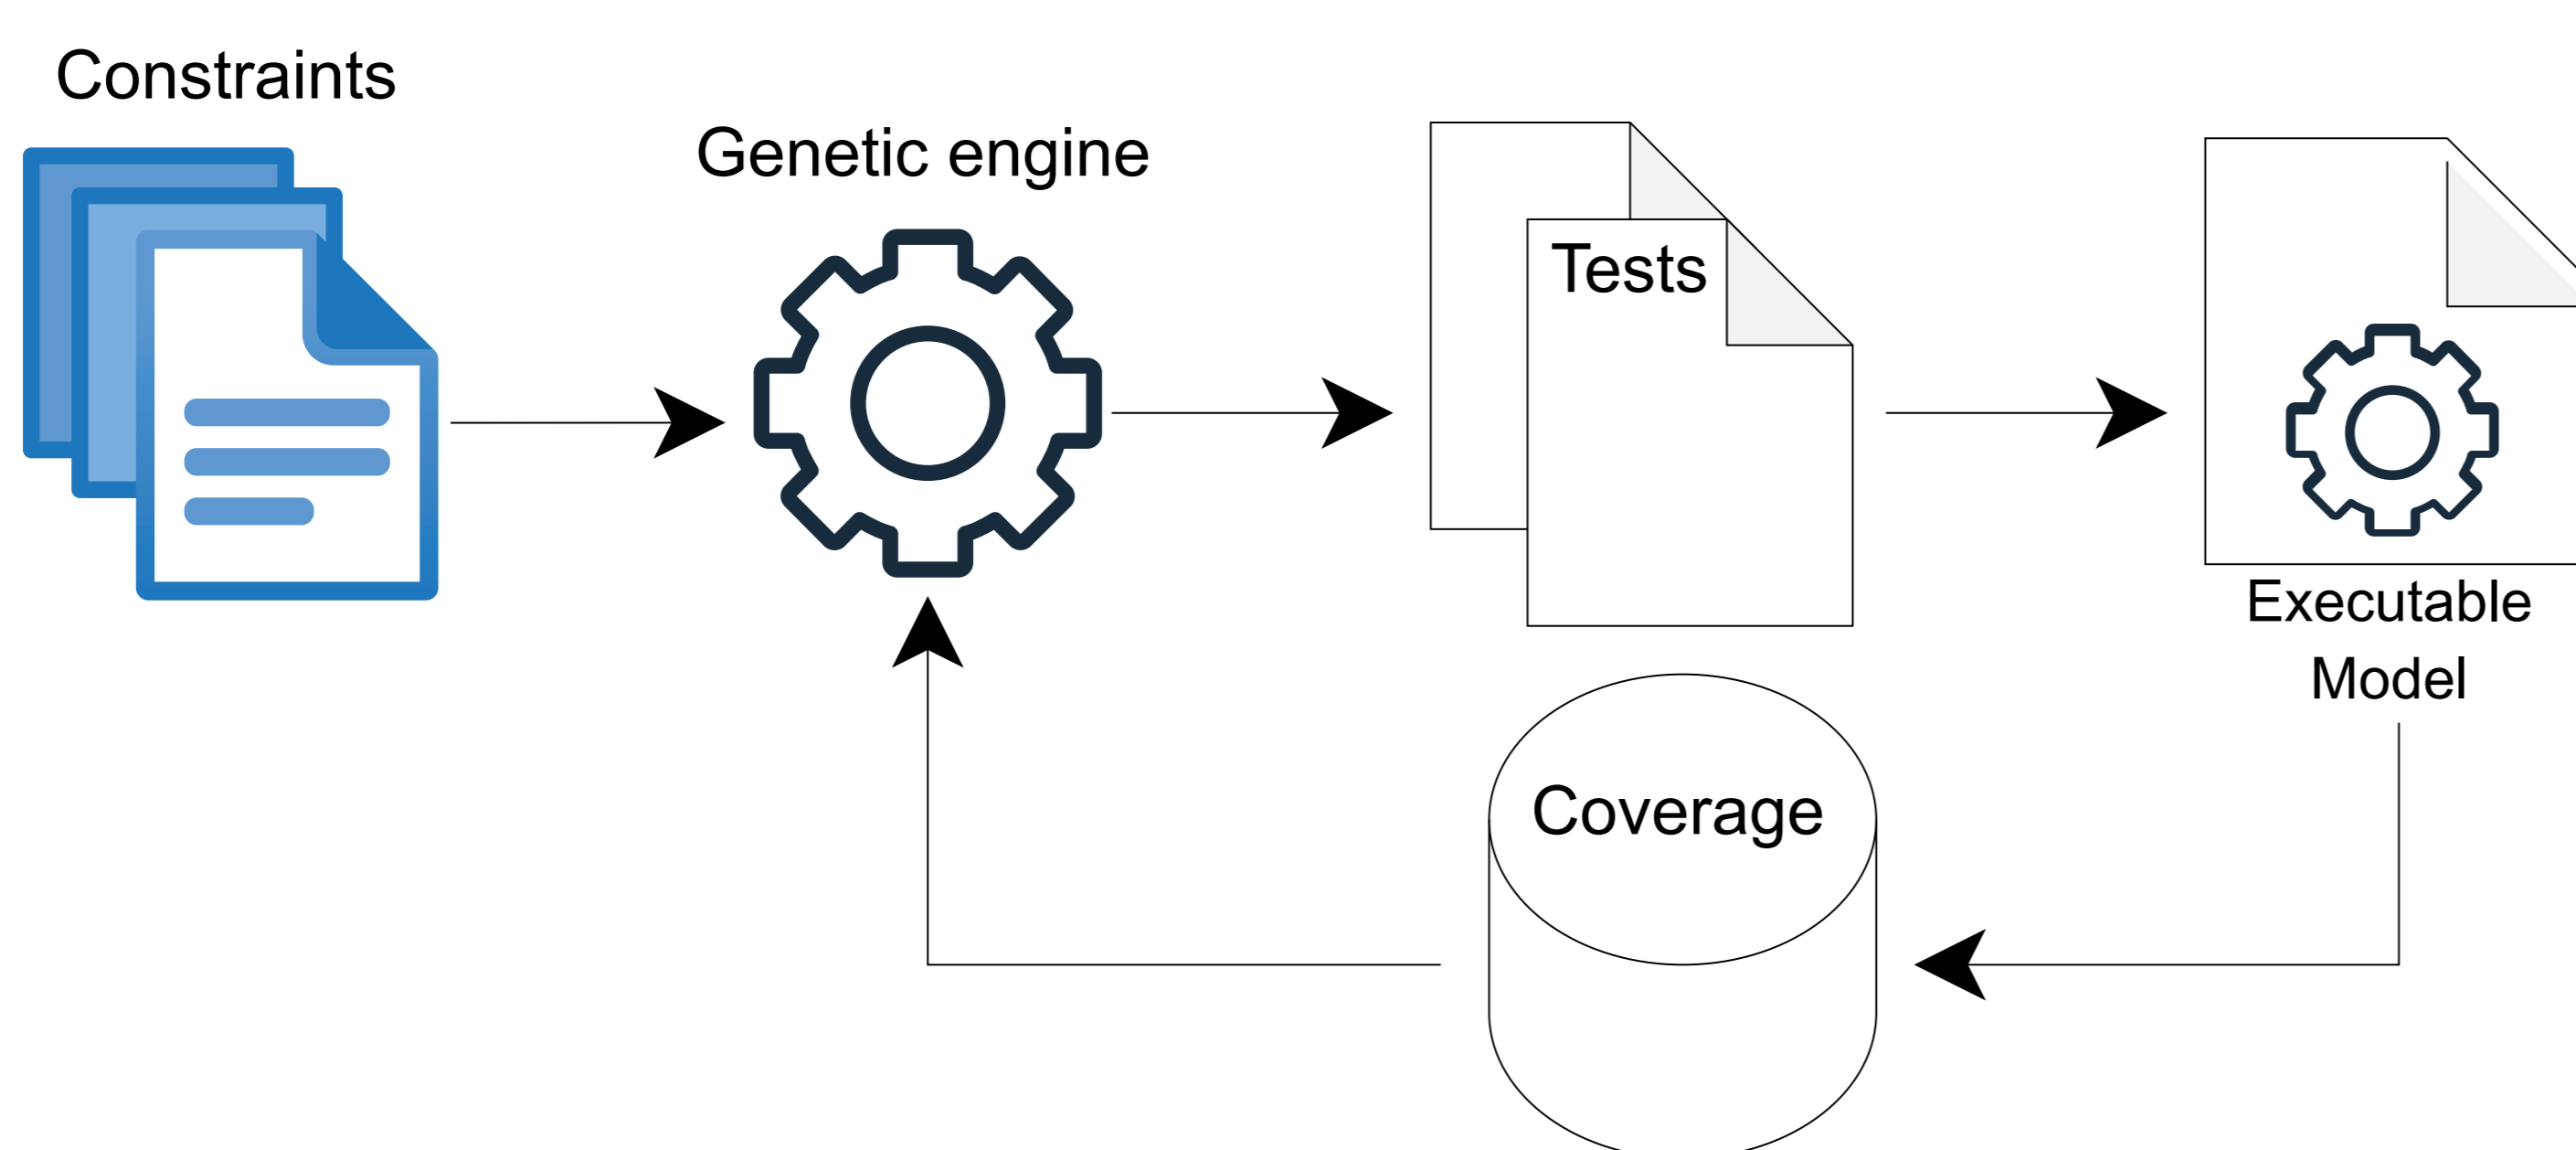 Constraints
Genetic engine
Tests
Executable
Model
Coverage